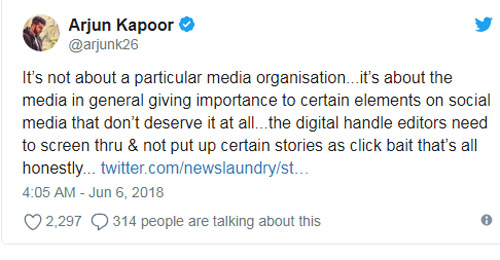 Arjun Kapoor
@arjunk26
It's not about a particular media organisation...it's about the
media in general giving importance to certain elements on social
media that don't deserve it at all...the digital handle editors need
to screen thru & not put up certain stories as click bait that's all
honestly... twitter.com/newslaundry/st…
4:05 AM - Jun 6, 2018
2,297 314 people are talking about this